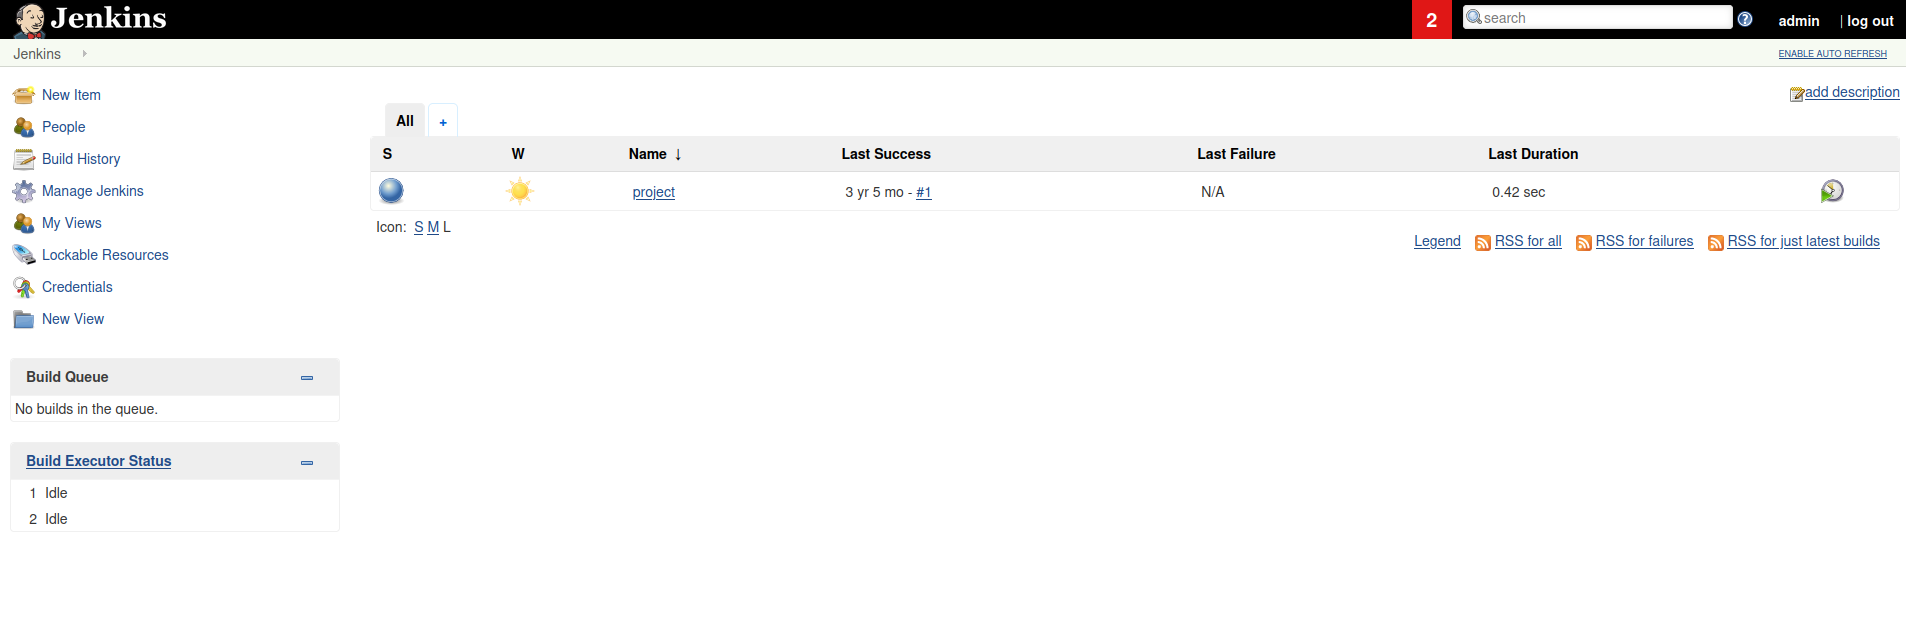 Jenkins
2
search
admin
| log out
Jenkins
ENABLE AUTO REFRESH
New Item
People
Build History
Manage Jenkins
My Views
Lockable Resources
Credentials
New View
Build Queue
No builds in the queue.
Build Executor Status
1 Idle
2 Idle
add description
All +
S W Name ↓ Last Success Last Failure Last Duration
project 3 yr 5 mo - #1 N/A 0.42 sec
Icon: S M L
Legend RSS for all RSS for failures RSS for just latest builds